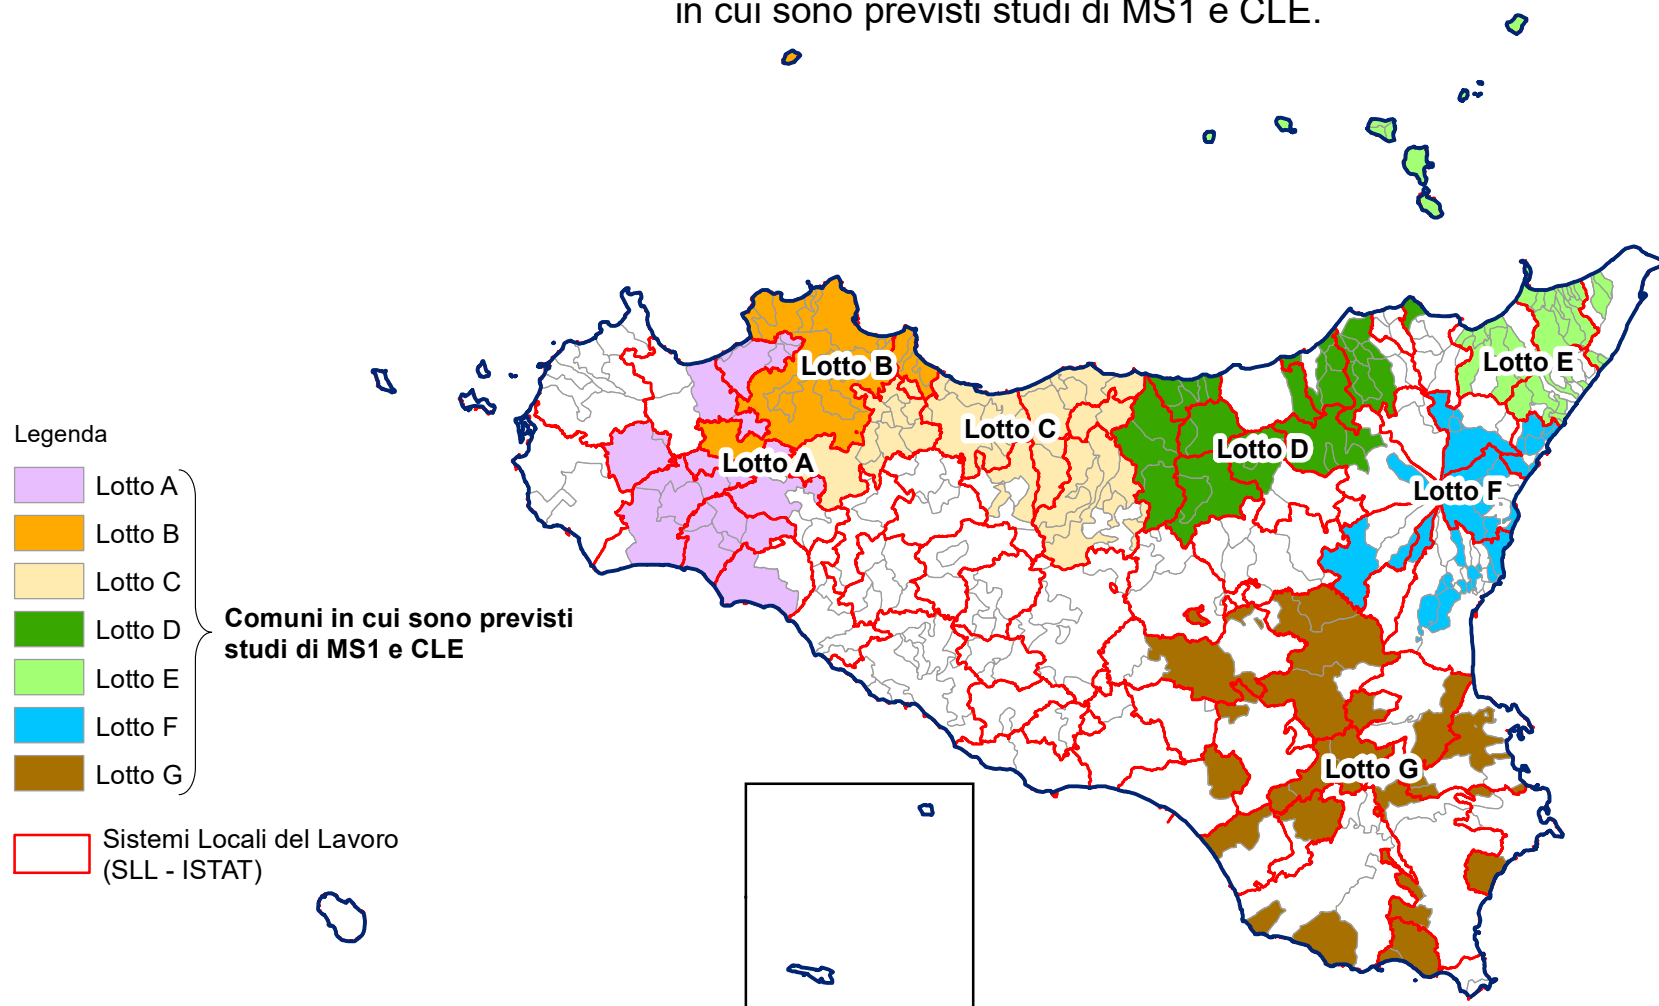 in cui sono previsti studi di MS1 e CLE.
Lotto B
Lotto E
Lotto C
Lotto D
Lotto A
Lotto F
Lotto G
Legenda
Lotto A
Lotto B
Lotto C
Lotto D
Lotto E
Lotto F
Lotto G
Comuni in cui sono previsti
studi di MS1 e CLE
Sistemi Locali del Lavoro
(SLL - ISTAT)